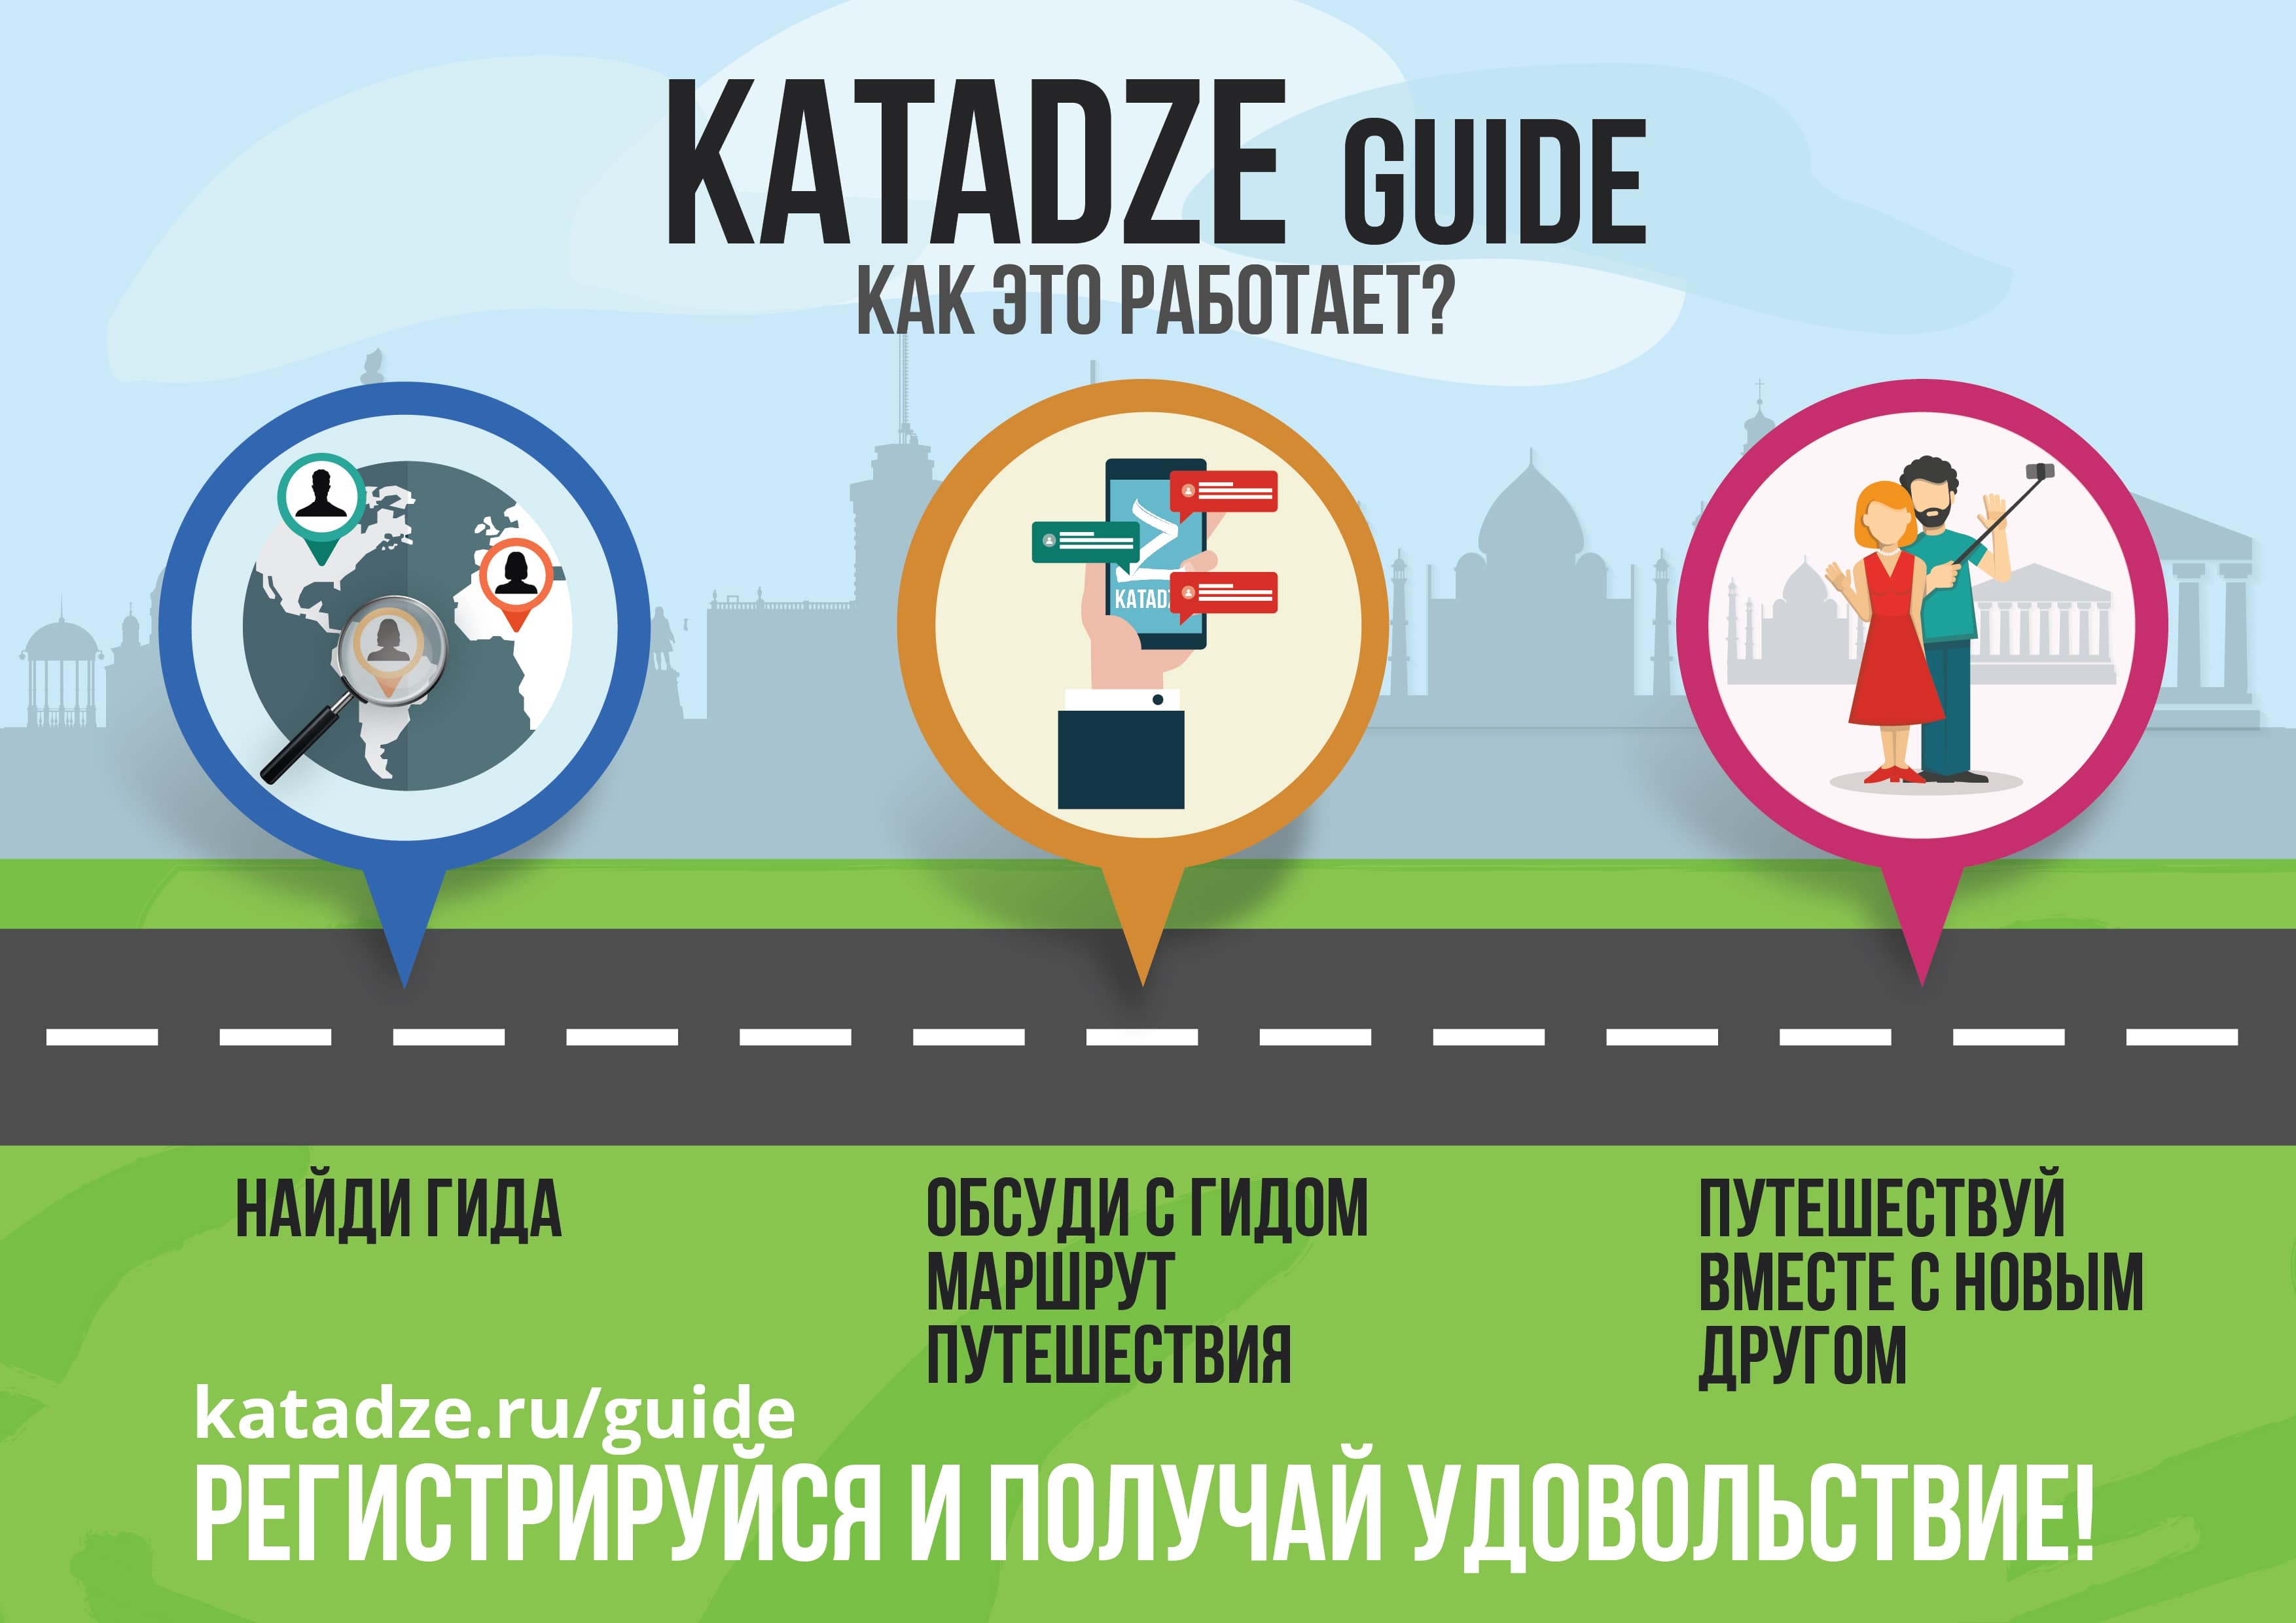 KATADZE GUIDE
КАК ЭТО РАБОТАЕТ?
НАЙДИ ГИДА
ОБСУДИ С ГИДОМ
МАРШРУТ
ПУТЕШЕСТВИЯ
ПУТЕШЕСТВУЙ
ВМЕСТЕ С НОВЫМ
ДРУГОМ
katadze.ru/guide
РЕГИСТРИРУЙСЯ И ПОЛУЧАЙ УДОВОЛЬСТВИЕ!